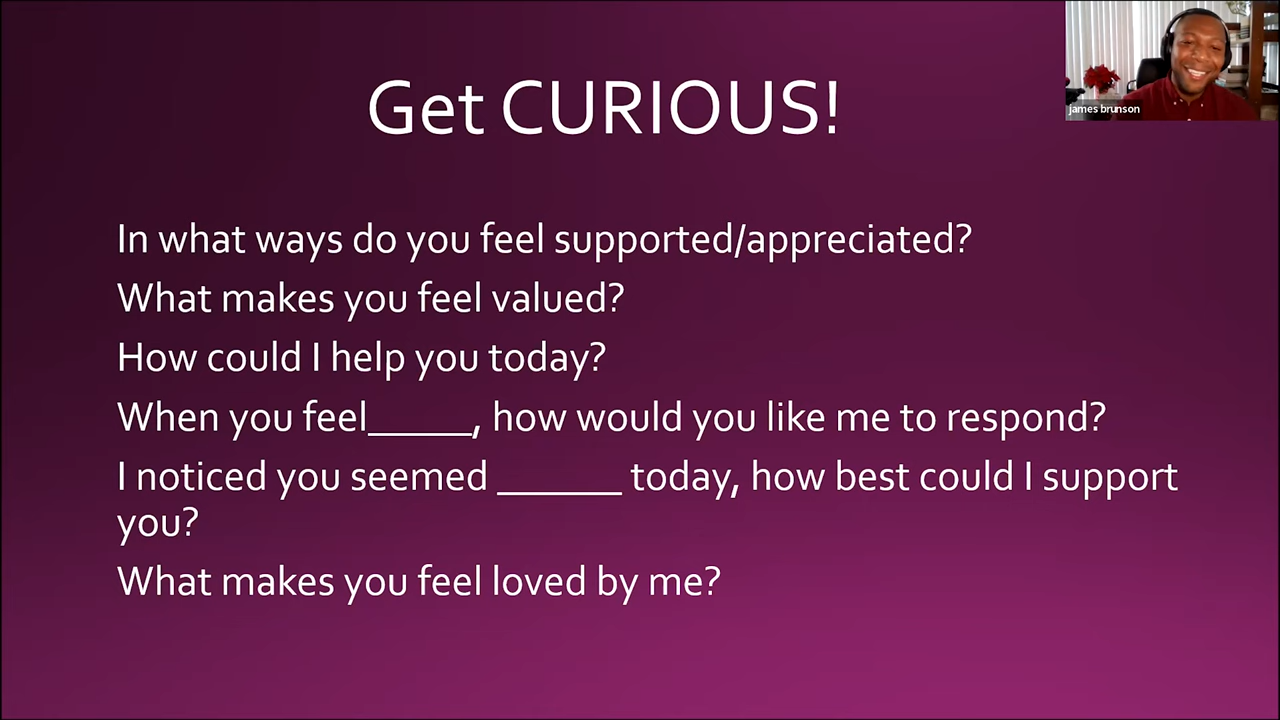 Get CURIOUS!
james brunson
In what ways do you feel supported/appreciated?
What makes you feel valued?
How could I help you today?
When you feel_____, how would you like me to respond?
I noticed you seemed ______ today, how best could I support
you?
What makes you feel loved by me?